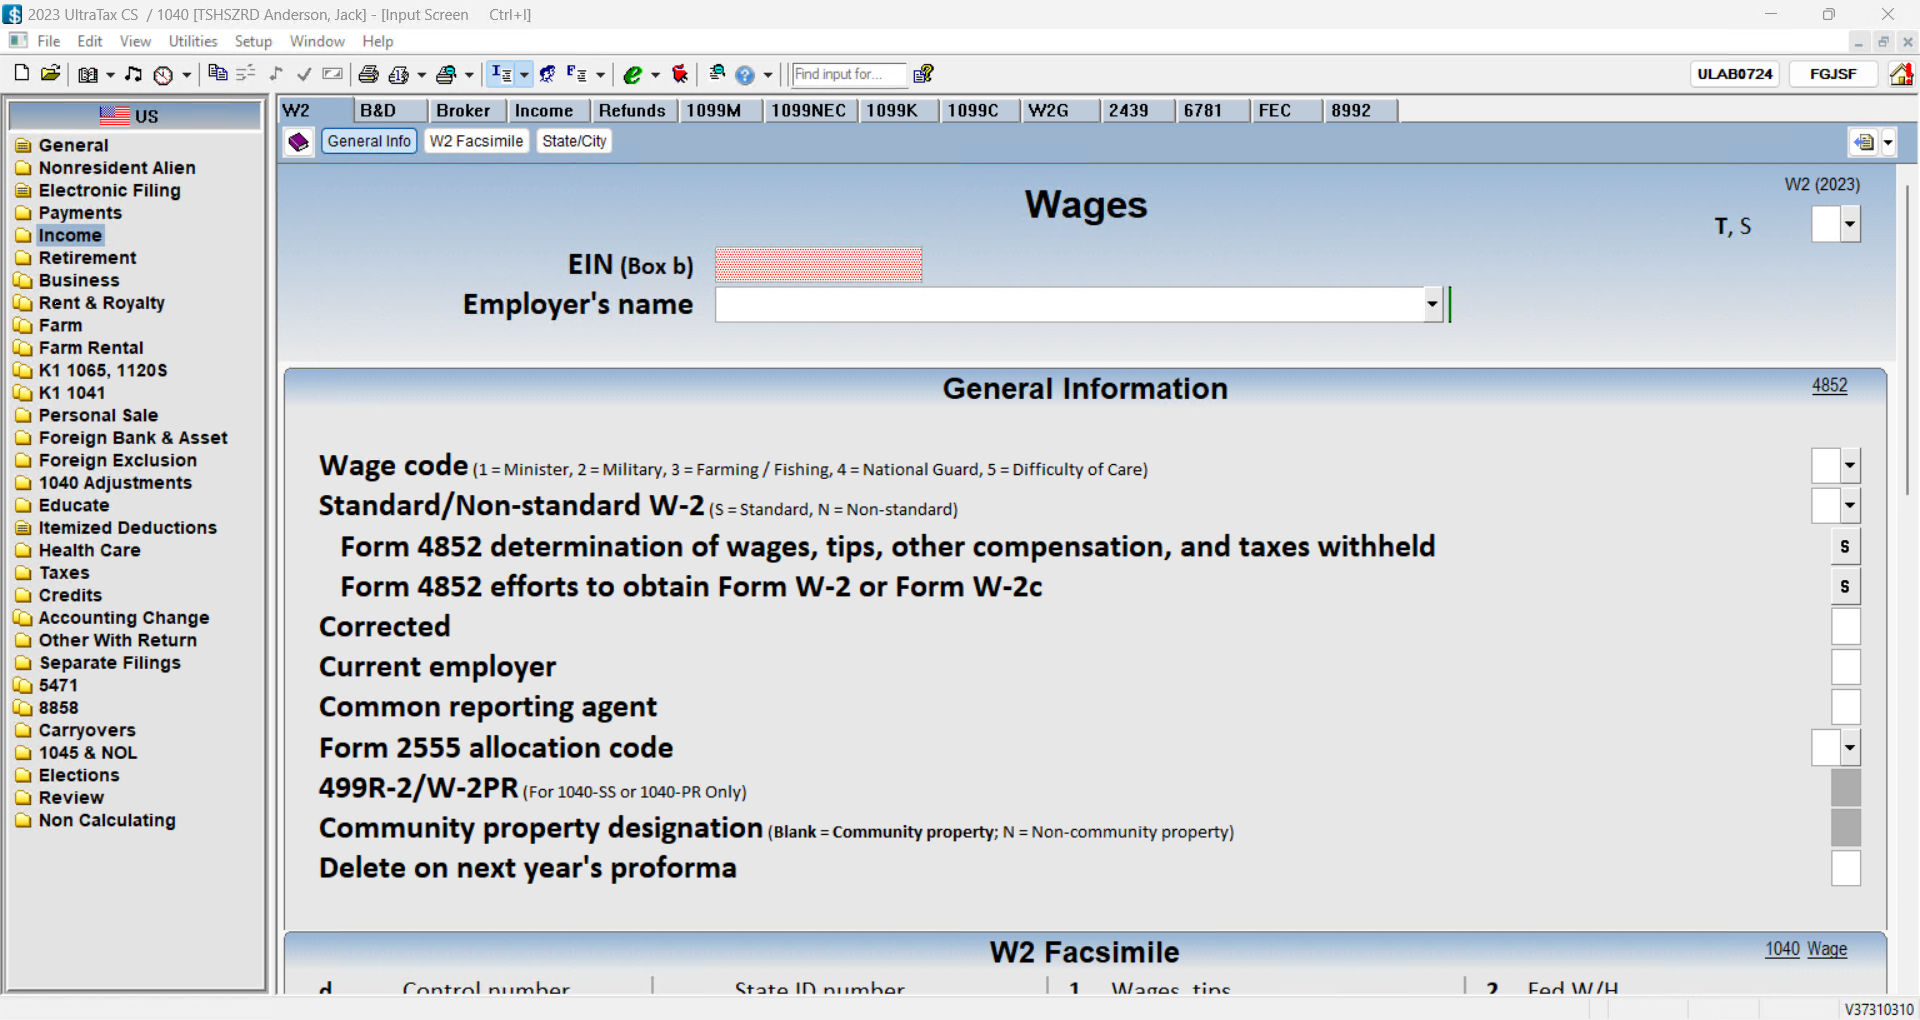 2023 UltraTax CS / 1040 [TSHSZRD Anderson, Jack] - [Input Screen Ctrl+I]
File Edit View Utilities Setup Window Help
Find input for...
ULAB0724 FGJSF
US
General
Nonresident Alien
Electronic Filing
Payments
Income
Retirement
Business
Rent & Royalty
Farm
Farm Rental
K1 1065, 1120S
K1 1041
Personal Sale
Foreign Bank & Asset
Foreign Exclusion
1040 Adjustments
Educate
Itemized Deductions
Health Care
Taxes
Credits
Accounting Change
Other With Return
Separate Filings
5471
8858
Carryovers
1045 & NOL
Elections
Review
Non Calculating
W2 B&D Broker Income Refunds 1099M 1099NEC 1099K 1099C W2G 2439 6781 FEC 8992
General Info W2 Facsimile State/City
W2 (2023)
Wages
T, S
EIN (Box b)
Employer's name
General Information 4852
Wage code (1 = Minister, 2 = Military, 3 = Farming / Fishing, 4 = National Guard, 5 = Difficulty of Care)
Standard/Non-standard W-2 (S = Standard, N = Non-standard)
Form 4852 determination of wages, tips, other compensation, and taxes withheld S
Form 4852 efforts to obtain Form W-2 or Form W-2c S
Corrected
Current employer
Common reporting agent
Form 2555 allocation code
499R-2/W-2PR (For 1040-SS or 1040-PR Only)
Community property designation (Blank = Community property; N = Non-community property)
Delete on next year's proforma
W2 Facsimile 1040 Wage
d Control number State ID number 1 Wages, tips 2 Fed W/H
V37310310